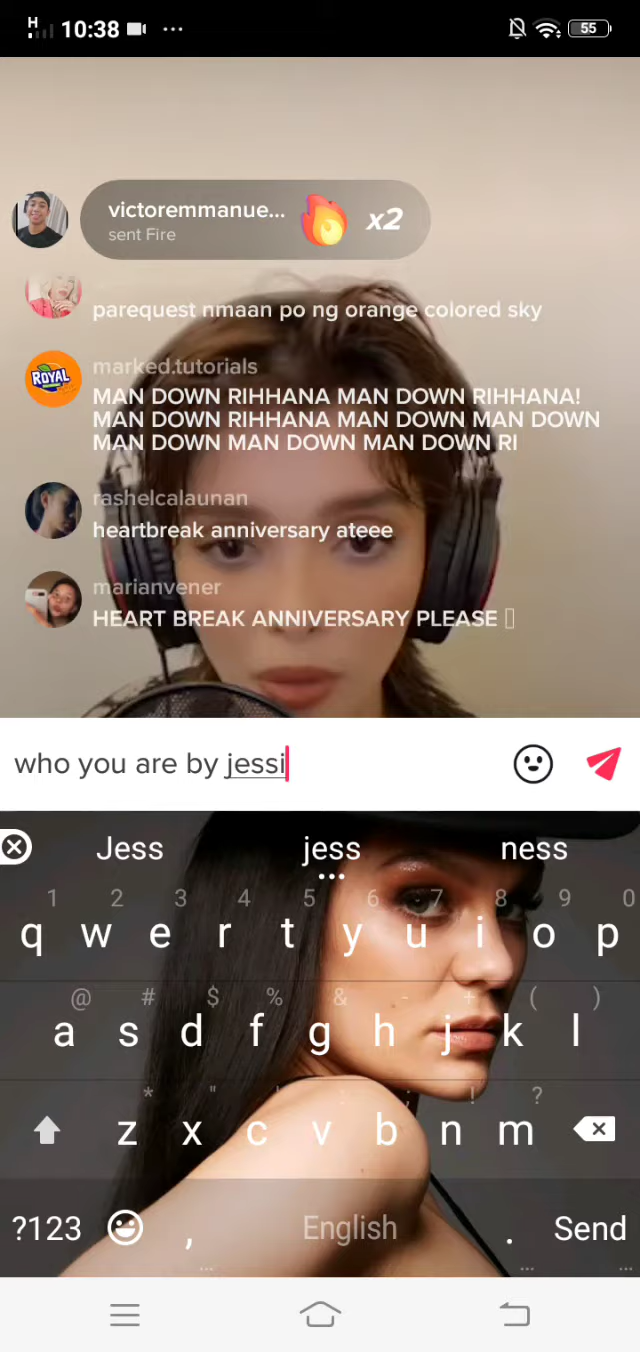 H
10:38
55
victoremmanue...
sent Fire
x2
parequest nmaan po ng orange colored sky
ROYAL
marked.tutorials
MAN DOWN RIHHANA MAN DOWN RIHHANA!
MAN DOWN RIHHANA MAN DOWN MAN DOWN
MAN DOWN MAN DOWN MAN DOWN RI
rashelcalaunan
heartbreak anniversary ateee
marianvener
HEART BREAK ANNIVERSARY PLEASE
who you are by jessi
Jess jess ness
1 2 3 4 5 6 7 8 9 0
q w e r t y u i o p
@ # $ % & - + ( )
a s d f g h j k l
* " ' : ; ! ?
z x c v b n m
?123 , English . Send